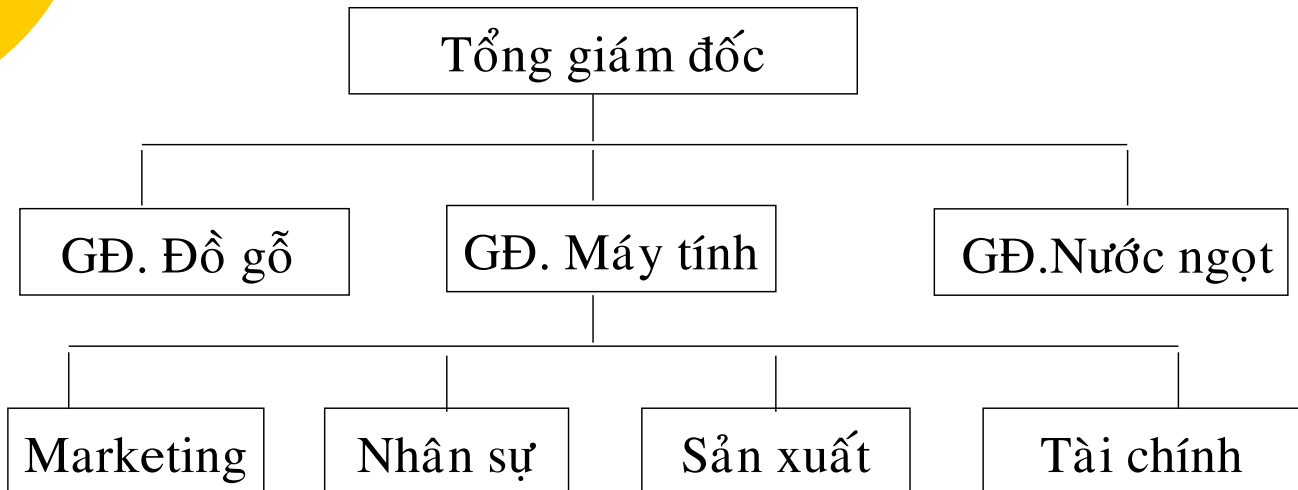 Tổng giám đốc
GĐ. Đồ gỗ
GĐ. Máy tính
GĐ.Nước ngọt
Marketing
Nhân sự
Sản xuất
Tài chính